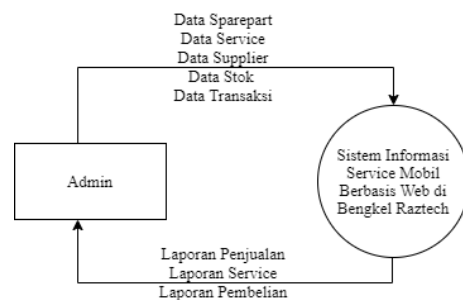 Data Sparepart
Data Service
Data Supplier
Data Stok
Data Transaksi
Admin
Sistem Informasi
Service Mobil
Berbasis Web di
Bengkel Raztech
Laporan Penjualan
Laporan Service
Laporan Pembelian